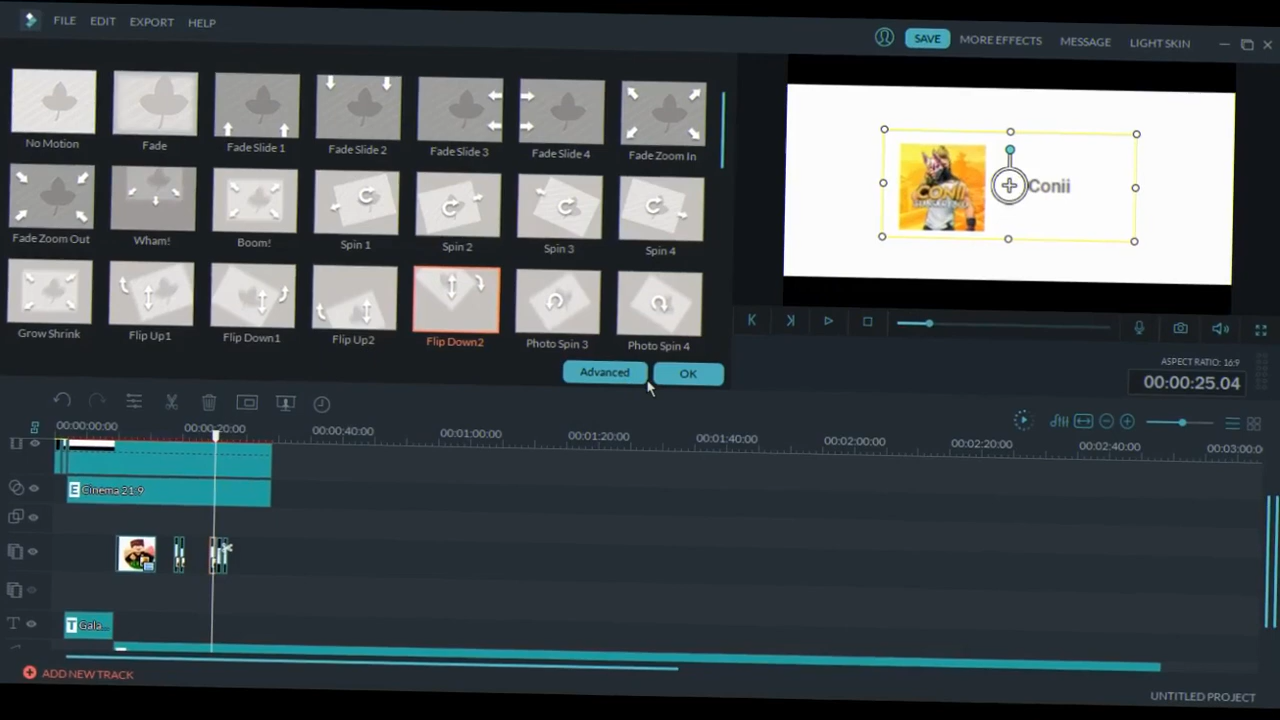 FILE EDIT EXPORT HELP
SAVE MORE EFFECTS MESSAGE LIGHT SKIN
No Motion Fade Fade Slide 1 Fade Slide 2 Fade Slide 3 Fade Slide 4 Fade Zoom In
Fade Zoom Out Wham! Boom! Spin 1 Spin 2 Spin 3 Spin 4
Grow Shrink Flip Up1 Flip Down1 Flip Up2 Flip Down2 Photo Spin 3 Photo Spin 4
Advanced OK
CONII
Conii
ASPECT RATIO: 16:9
00:00:25.04
00:00:00:00 00:00:20:00 00:00:40:00 00:01:00:00 00:01:20:00 00:01:40:00 00:02:00:00 00:02:20:00 00:02:40:00 00:03:00:0
E Cinema 21:9
T Gala...
ADD NEW TRACK
UNTITLED PROJECT